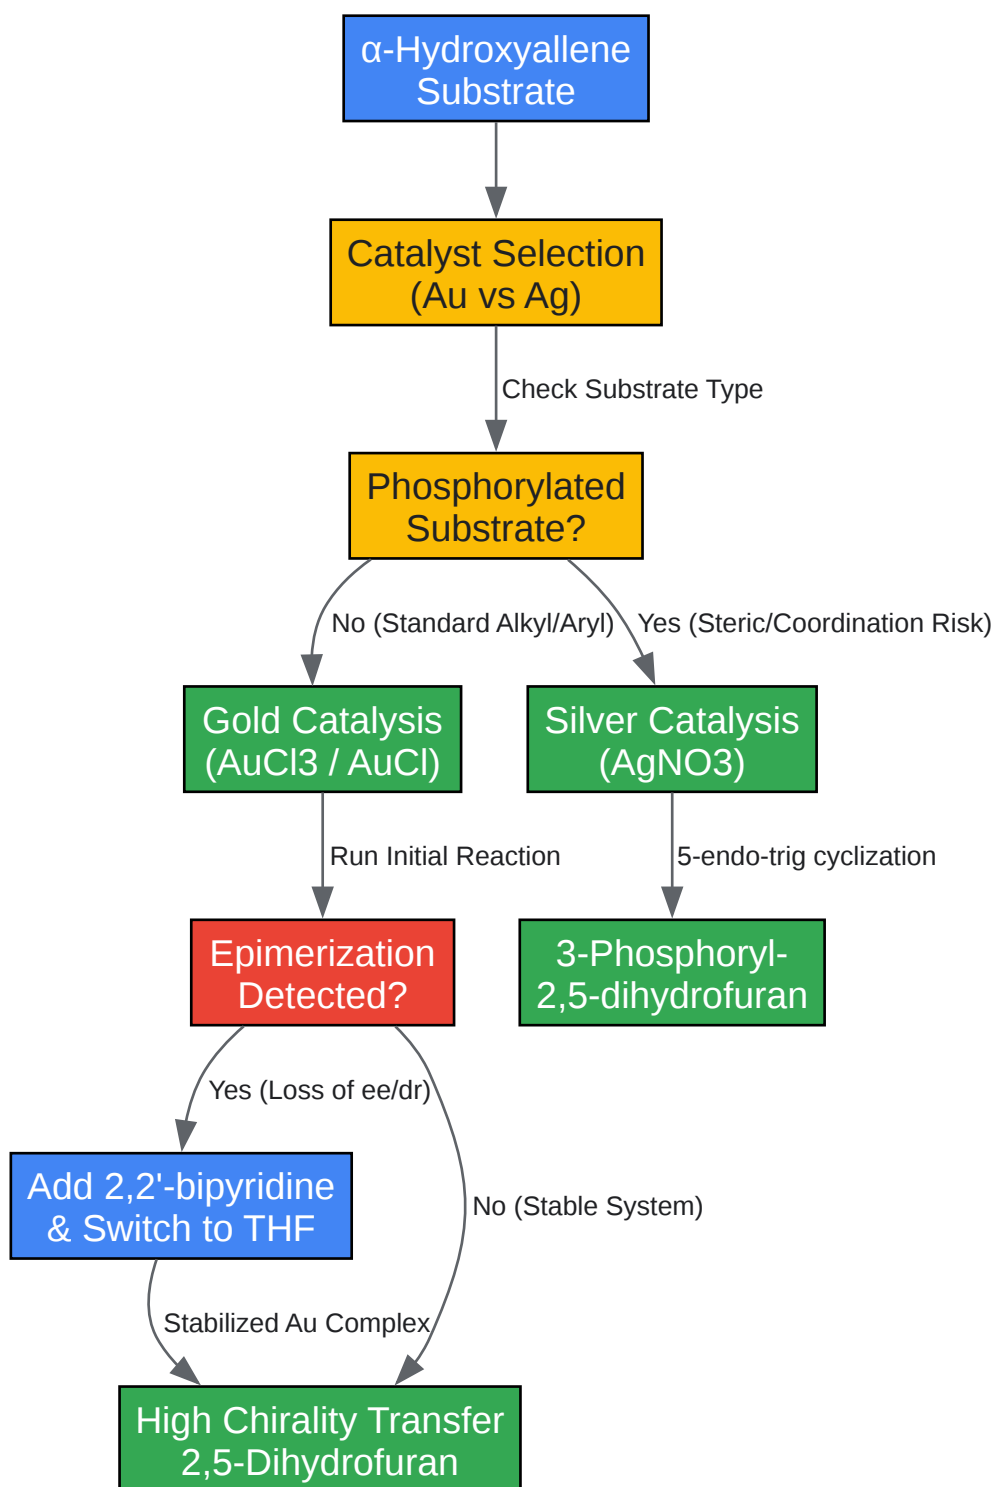 α-Hydroxyallene
Substrate
Catalyst Selection
(Au vs Ag)
Check Substrate Type
Phosphorylated
Substrate?
No (Standard Alkyl/Aryl)
Yes (Steric/Coordination Risk)
Gold Catalysis
(AuCl3 / AuCl)
Silver Catalysis
(AgNO3)
Run Initial Reaction
5-endo-trig cyclization
Epimerization
Detected?
3-Phosphoryl-
2,5-dihydrofuran
Yes (Loss of ee/dr)
Add 2,2'-bipyridine
& Switch to THF
No (Stable System)
Stabilized Au Complex
High Chirality Transfer
2,5-Dihydrofuran